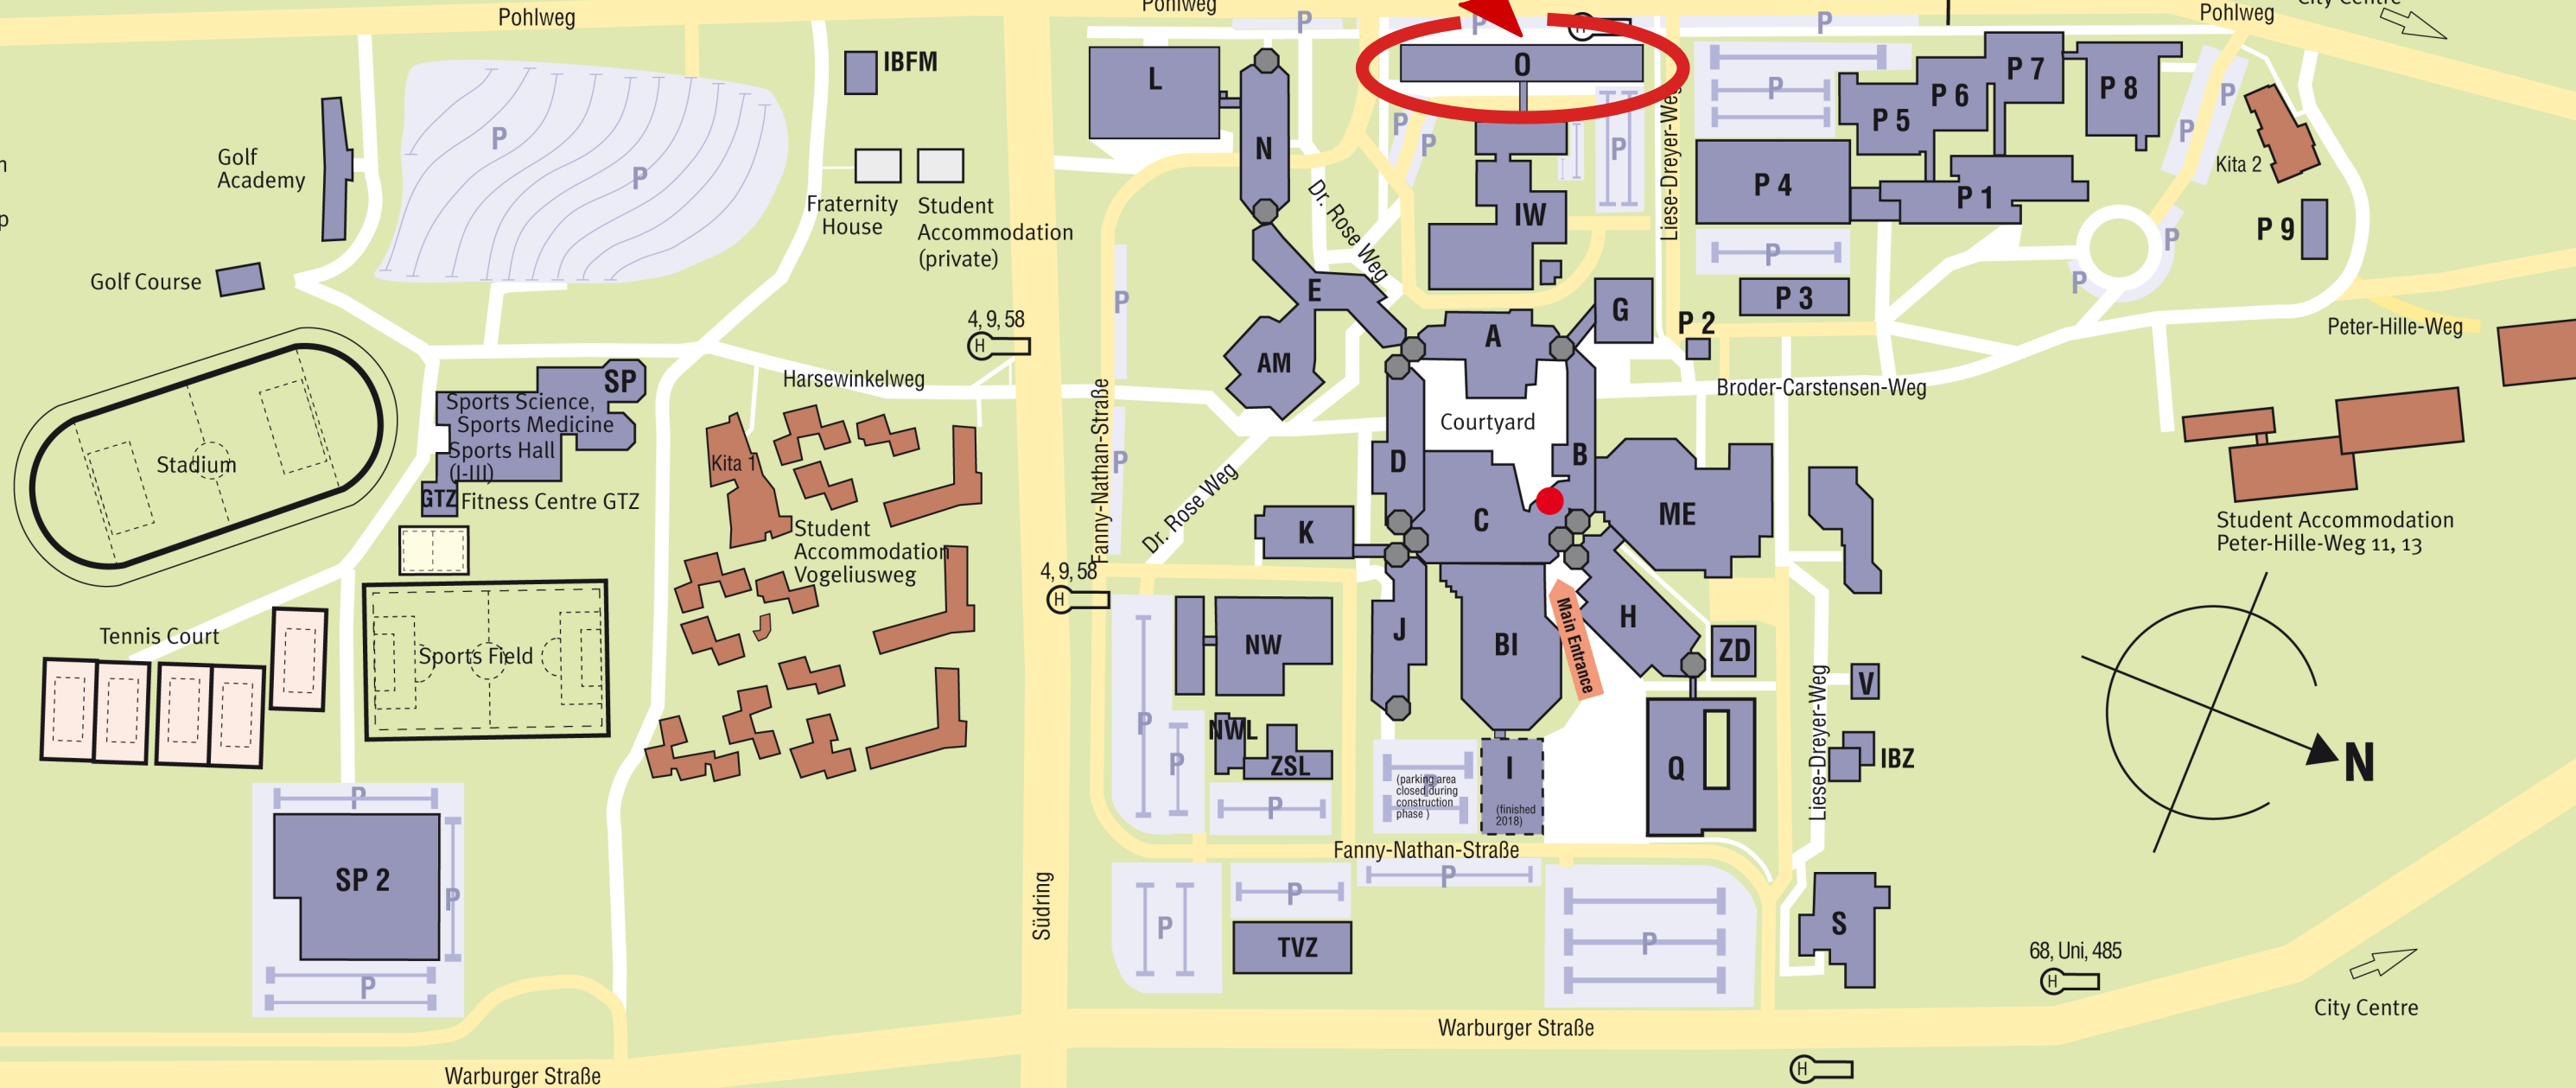 Pohlweg
Pohlweg
City Centre
Pohlweg
P
P
P
H
IBFM
L
O
P 7
P 6
P 8
P
P
P 5
P
P
P
Golf
Academy
P
P
N
P
P
P
Kita 2
Fraternity
House
Student
Accommodation
(private)
Dr. Rose Weg
IW
Liese-Dreyer-Weg
P 4
P 1
P 9
P
P
P
Golf Course
P
E
G
P 3
P 2
Peter-Hille-Weg
4, 9, 58
H
A
AM
Harsewinkelweg
Broder-Carstensen-Weg
SP
Sports Science,
Sports Medicine
Sports Hall
(I-III)
GTZ
Fitness Centre GTZ
Stadium
Kita 1
Fanny-Nathan-Straße
P
Courtyard
D
B
C
ME
K
Dr. Rose Weg
Student
Accommodation
Vogeliusweg
Student Accommodation
Peter-Hille-Weg 11, 13
4, 9, 58
H
Main Entrance
Tennis Court
Sports Field
NW
J
BI
H
ZD
V
Liese-Dreyer-Weg
N
P
P
NWL
ZSL
P
P
(parking area
closed during
construction
phase )
I
(finished
2018)
Q
IBZ
P
SP 2
P
P
Fanny-Nathan-Straße
P
P
P
P
TVZ
S
Südring
68, Uni, 485
H
City Centre
Warburger Straße
Warburger Straße
H